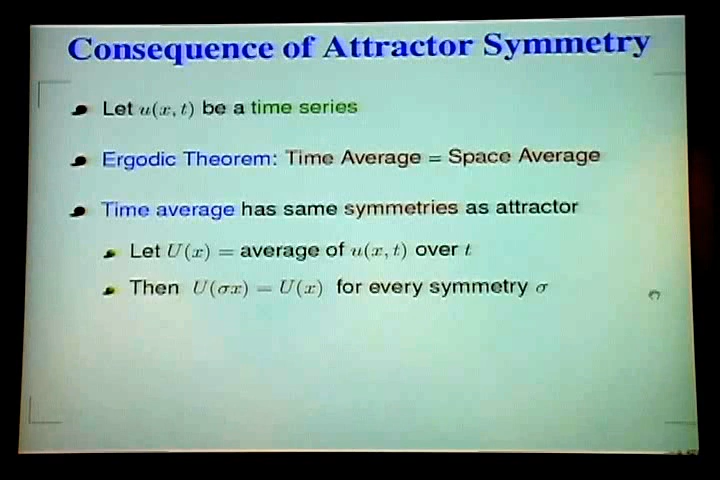 Consequence of Attractor Symmetry
Let u(x, t) be a time series
Ergodic Theorem: Time Average = Space Average
Time average has same symmetries as attractor
Let U(x) = average of u(x, t) over t
Then U(σx) = U(x) for every symmetry σ